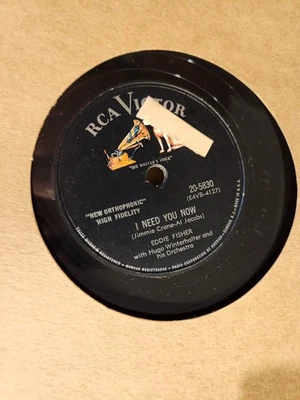 RCA VICTOR
"HIS MASTER'S VOICE"
20-5830
(E4VB-4127)
"NEW ORTHOPHONIC"
HIGH FIDELITY
I NEED YOU NOW
(Jimmie Crane-Al Jacobs)
EDDIE FISHER
with Hugo Winterhalter and
his Orchestra